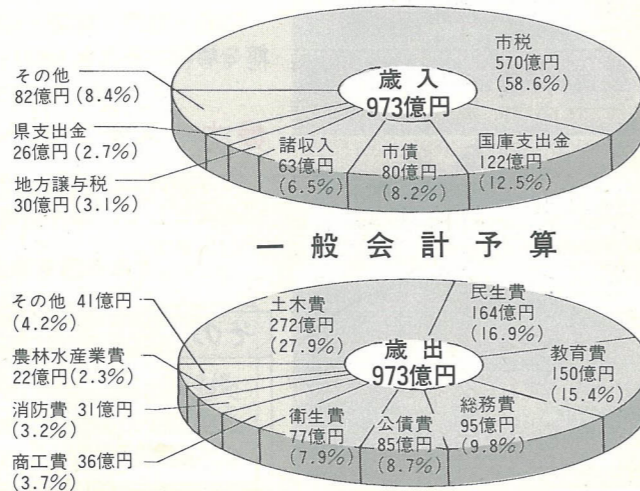 歳入
973億円
市税
570億円
(58.6%)
国庫支出金
122億円
(12.5%)
市債
80億円
(8.2%)
諸収入
63億円
(6.5%)
地方譲与税
30億円(3.1%)
県支出金
26億円(2.7%)
その他
82億円(8.4%)
一般会計予算
歳出
973億円
土木費
272億円
(27.9%)
民生費
164億円
(16.9%)
教育費
150億円
(15.4%)
総務費
95億円
(9.8%)
公債費
85億円
(8.7%)
衛生費
77億円
(7.9%)
商工費 36億円
(3.7%)
消防費 31億円
(3.2%)
農林水産業費
22億円(2.3%)
その他 41億円
(4.2%)